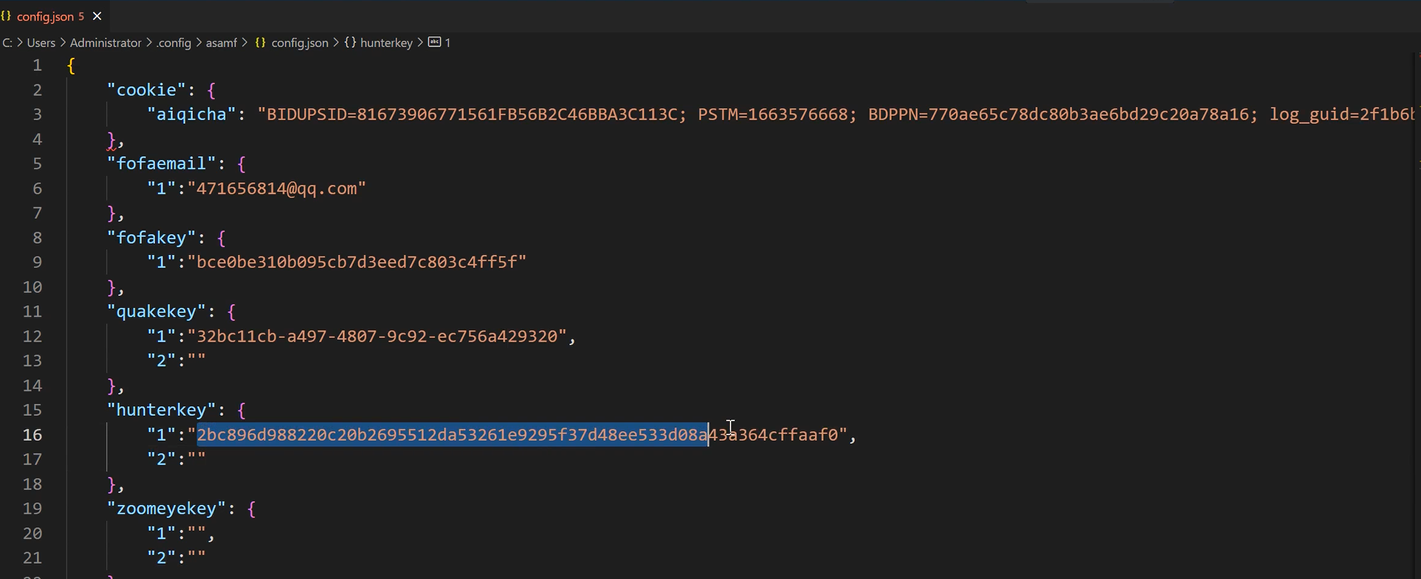 {} config.json 5 ×
C: > Users > Administrator > .config > asamf > {} config.json > {} hunterkey > abc 1
1 {
2 "cookie": {
3 "aiqicha": "BIDUPSID=81673906771561FB56B2C46BBA3C113C; PSTM=1663576668; BDPPN=770ae65c78dc80b3ae6bd29c20a78a16; log_guid=2f1b6b
4 },
5 "fofaemail": {
6 "1":"471656814@qq.com"
7 },
8 "fofakey": {
9 "1":"bce0be310b095cb7d3eed7c803c4ff5f"
10 },
11 "quakekey": {
12 "1":"32bc11cb-a497-4807-9c92-ec756a429320",
13 "2":""
14 },
15 "hunterkey": {
16 "1":"2bc896d988220c20b2695512da53261e9295f37d48ee533d08a43a364cffaaf0",
17 "2":""
18 },
19 "zoomeyekey": {
20 "1":"",
21 "2":""